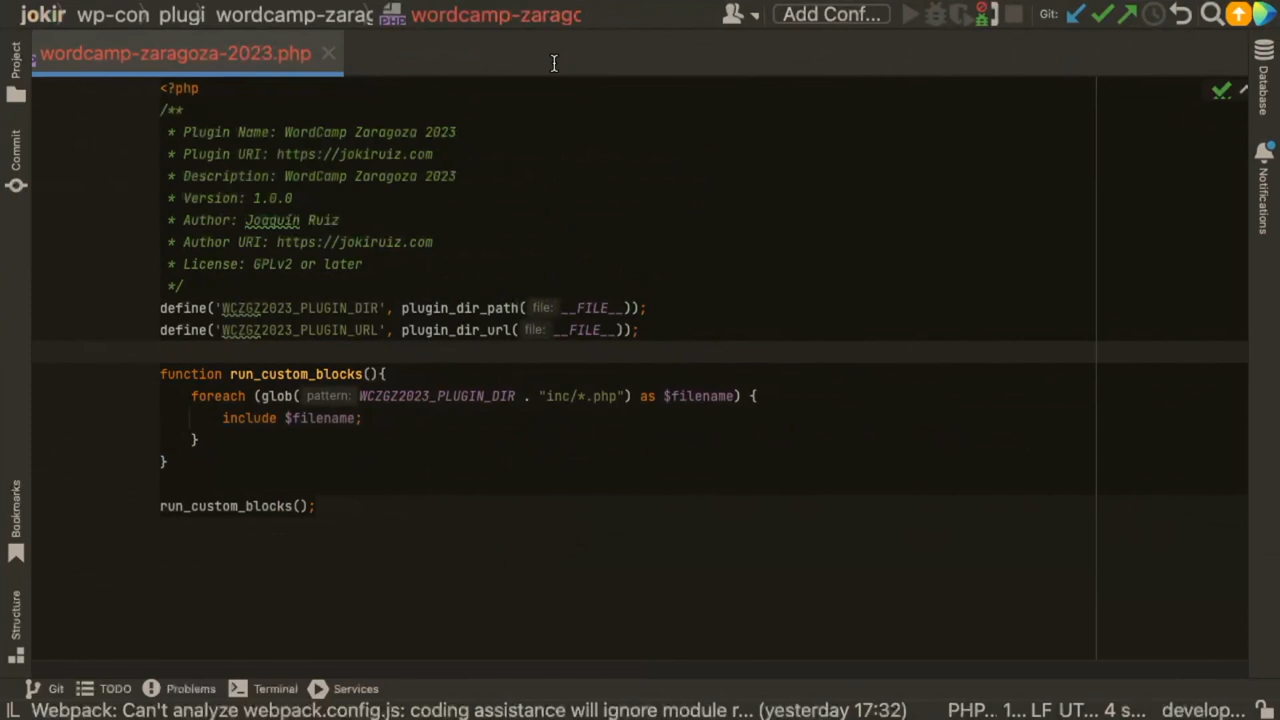 jokir wp-con plugi wordcamp-zarag wordcamp-zaragc Add Conf... Git:
wordcamp-zaragoza-2023.php
Project
Commit
Bookmarks
Structure
<?php
/**
* Plugin Name: WordCamp Zaragoza 2023
* Plugin URI: https://jokiruiz.com
* Description: WordCamp Zaragoza 2023
* Version: 1.0.0
* Author: Joaquín Ruiz
* Author URI: https://jokiruiz.com
* License: GPLv2 or later
*/
define('WCZGZ2023_PLUGIN_DIR', plugin_dir_path( file: __FILE__));
define('WCZGZ2023_PLUGIN_URL', plugin_dir_url( file: __FILE__));
function run_custom_blocks(){
foreach (glob( pattern: WCZGZ2023_PLUGIN_DIR . "inc/*.php") as $filename) {
include $filename;
}
}
run_custom_blocks();
Database
Notifications
Git TODO Problems Terminal Services
Webpack: Can't analyze webpack.config.js: coding assistance will ignore module r... (yesterday 17:32) PHP... 1... LF UT... 4 s... develop...